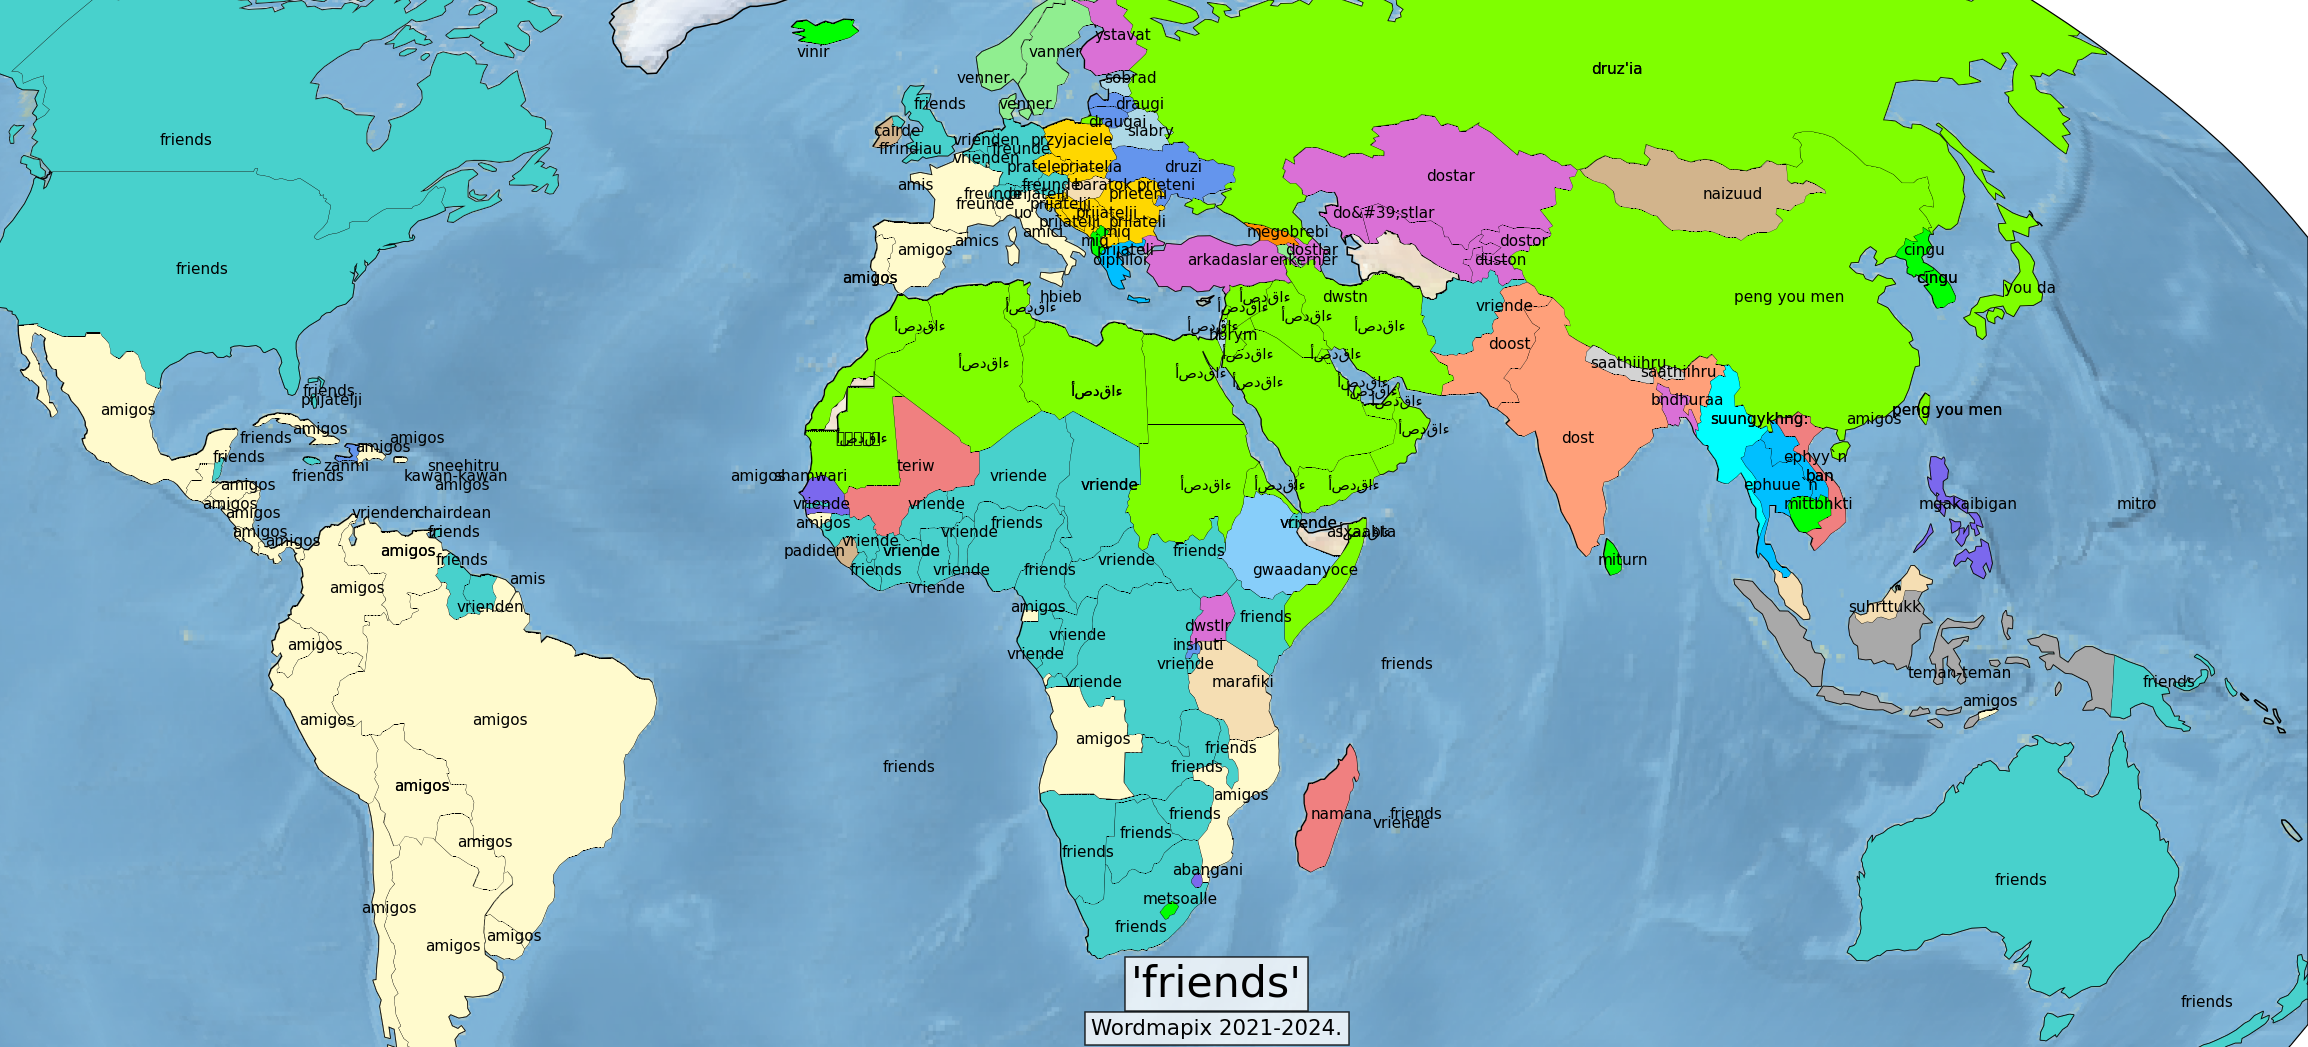 vinir
ystavat
vanner
venner
druz'ia
sobrad
friends
venner
draugi
draugai
slabry
cairde
friends
ffrindiau
vrienden
freunde
przyjaciele
vrienden
pratele
priatelia
druzi
dostar
naizuud
amis
freunde
baratok
prieteni
freunde
prijatelji
prieteni
freunde
prijatelji
uo
prijatelji
do&#39;stlar
prijatelji
prijateli
amici
miq
miq
megobrebi
amics
amigos
prijateli
dostlar
dostor
cingu
oiphiloi
arkadaslar
enkerner
duston
friends
amigos
cingu
you da
hbieb
أصدقاء
dwstn
peng you men
أصدقاء
vriende
أصدقاء
أصدقاء
أصدقاء
أصدقاء
hbrym
doost
أصدقاء
أصدقاء
أصدقاء
saathiihru
saathiihru
أصدقاء
أصدقاء
أصدقاء
friends
prijatelji
أصدقاء
أصدقاء
أصدقاء
bndhuraa
amigos
peng you men
suungykhng:
amigos
amigos
friends
amigos
amigos
أصدقاء
أصدقاء
dost
friends
zanmi
sneehitru
teriw
ephyy n
friends
kawan-kawan
amigos
shamwari
vriende
ban
amigos
amigos
vriende
أصدقاء
أصدقاء
أصدقاء
ephuue n
amigos
amigos
vrienden
chairdean
vriende
vriende
mittbhkti
mgakaibigan
mitro
amigos
amigos
friends
amigos
friends
vriende
vriende
asxaabta
amigos
friends
padiden
vriende
vriende
friends
vriende
miturn
amigos
amis
friends
vriende
friends
gwaadanyoce
vrienden
vriende
amigos
friends
suhrttukk
amigos
vriende
dwstlr
inshuti
vriende
vriende
friends
teman-teman
vriende
marafiki
friends
amigos
amigos
amigos
amigos
friends
friends
friends
amigos
amigos
friends
namana
friends
vriende
friends
amigos
friends
abangani
friends
amigos
metsoalle
amigos
amigos
friends
friends
'friends'
Wordmapix 2021-2024.